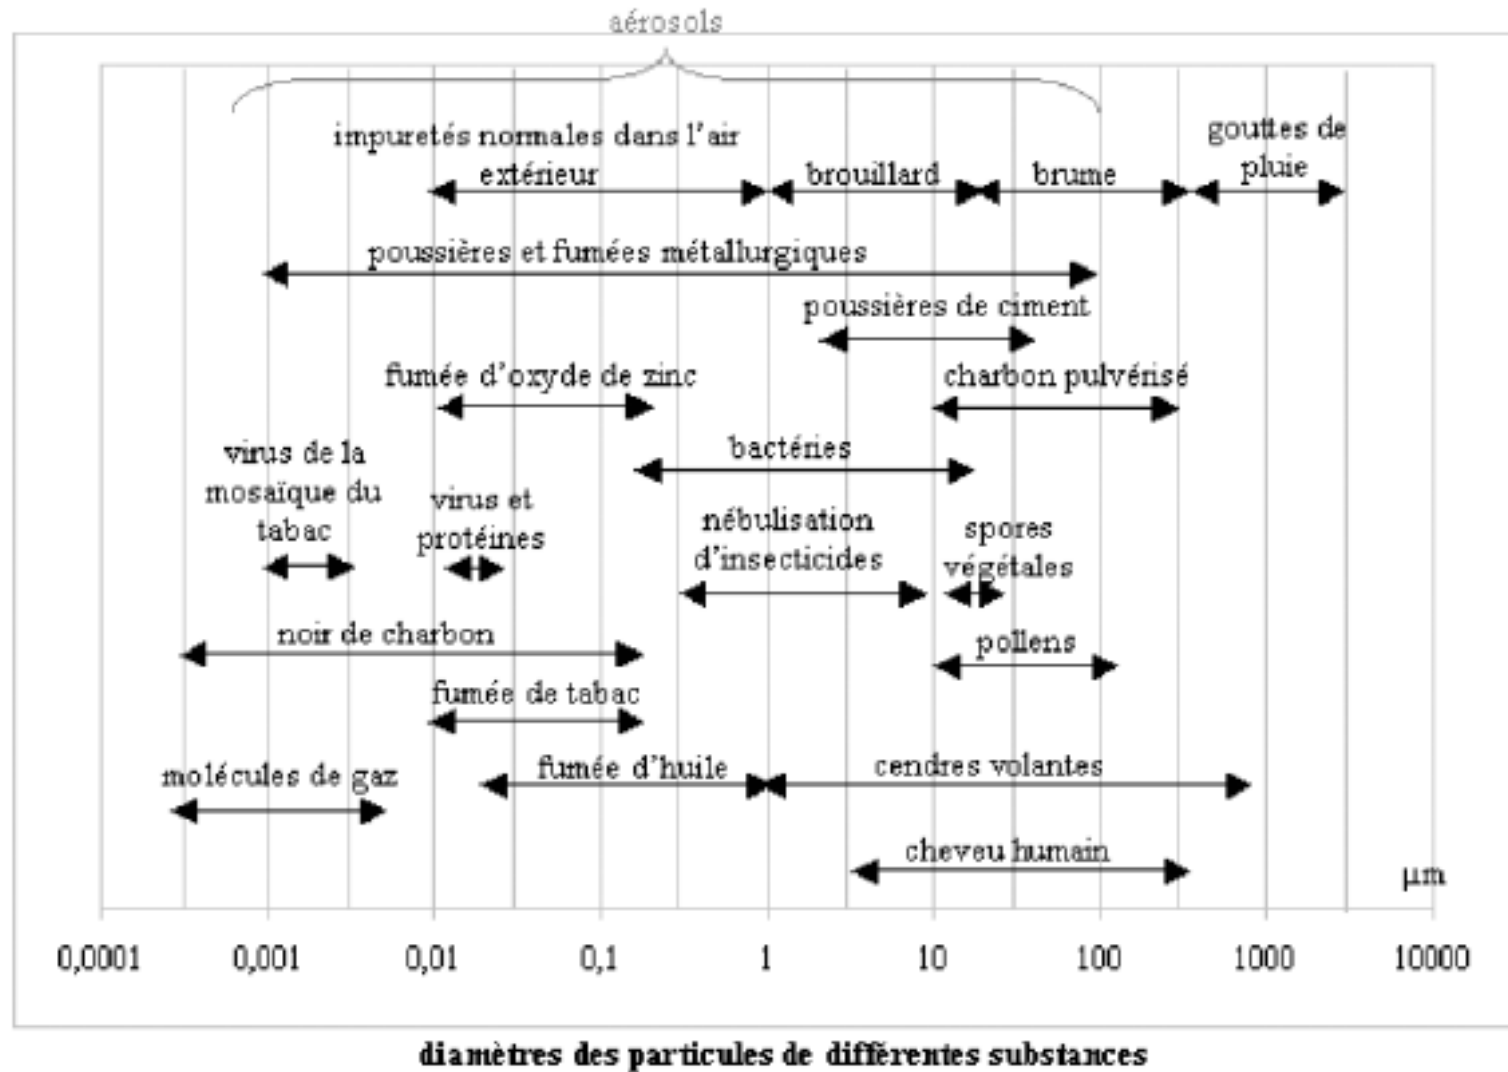 aérosols
impuretés normales dans l'air
extérieur
brouillard
brume
gouttes de
pluie
poussières et fumées métallurgiques
poussières de ciment
fumée d'oxyde de zinc
charbon pulvérisé
bactéries
virus de la
mosaïque du
tabac
virus et
protéines
nébulisation
d'insecticides
spores
végétales
noir de charbon
pollens
fumée de tabac
molécules de gaz
fumée d'huile
cendres volantes
cheveu humain
µm
0,0001 0,001 0,01 0,1 1 10 100 1000 10000
diamètres des particules de différentes substances